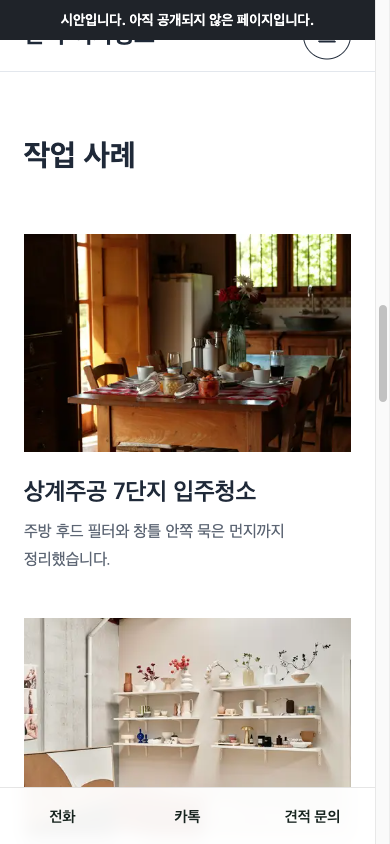 시안입니다. 아직 공개되지 않은 페이지입니다.
작업 사례
상계주공 7단지 입주청소
주방 후드 필터와 창틀 안쪽 묵은 먼지까지
정리했습니다.
전화
카톡
견적 문의